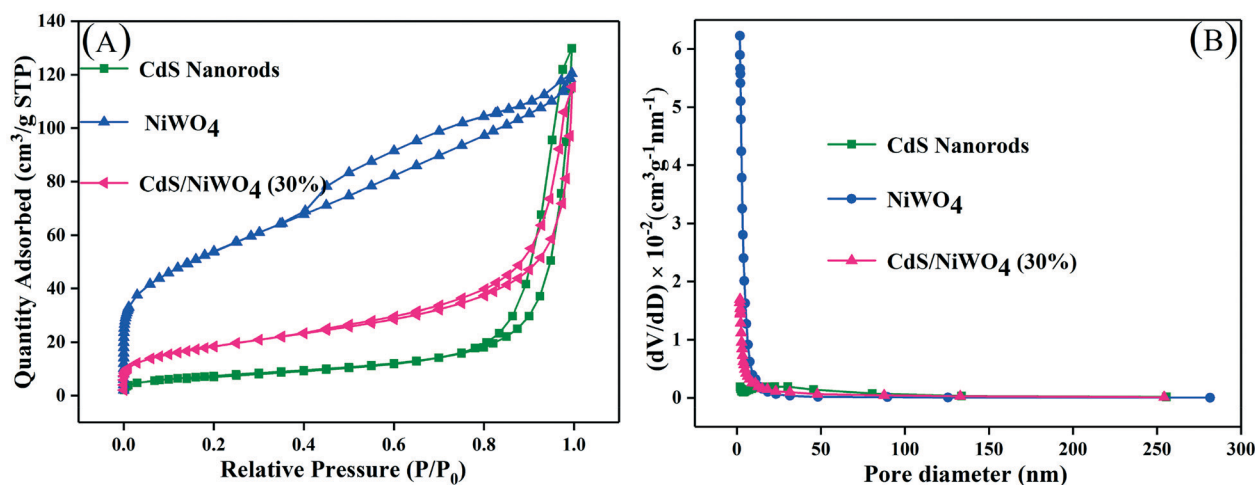 (A)
CdS Nanorods
NiWO4
CdS/NiWO4 (30%)
Quantity Adsorbed (cm3/g STP)
140
120
100
80
60
40
20
0
0.0 0.2 0.4 0.6 0.8 1.0
Relative Pressure (P/P0)
(B)
CdS Nanorods
NiWO4
CdS/NiWO4 (30%)
(dV/dD) × 10-2(cm3g-1nm-1)
6
5
4
3
2
1
0
0 50 100 150 200 250 300
Pore diameter (nm)